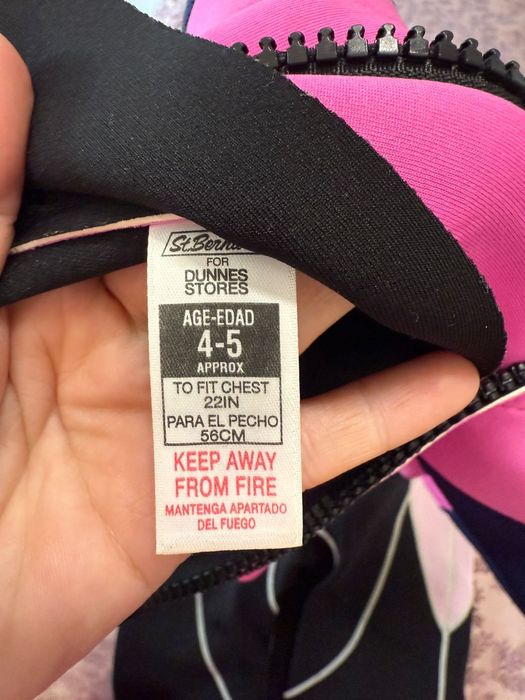 FOR
DUNNES
STORES
AGE-EDAD
4-5
APPROX
TO FIT CHEST
22IN
PARA EL PECHO
56CM
KEEP AWAY
FROM FIRE
MANTENGA APARTADO
DEL FUEGO